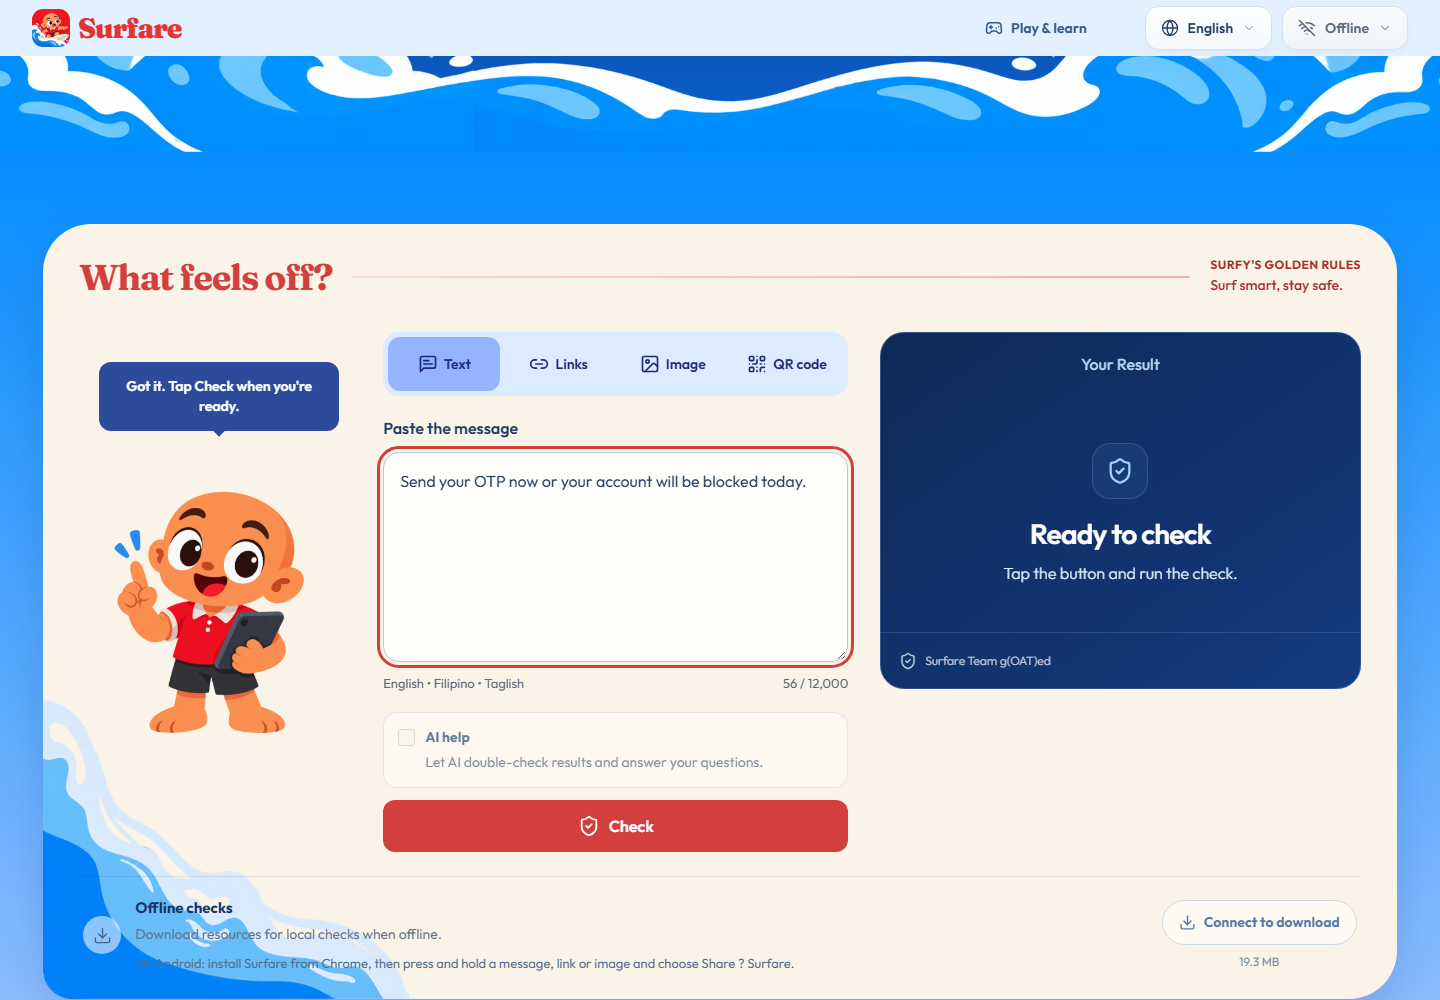 Surfare
Play & learn
English
Offline
What feels off?
SURFY'S GOLDEN RULES
Surf smart, stay safe.
Got it. Tap Check when you're
ready.
Text
Links
Image
QR code
Paste the message
Send your OTP now or your account will be blocked today.
English • Filipino • Taglish
56 / 12,000
AI help
Let AI double-check results and answer your questions.
Check
Your Result
Ready to check
Tap the button and run the check.
Surfare Team g(OAT)ed
Offline checks
Download resources for local checks when offline.
Android: install Surfare from Chrome, then press and hold a message, link or image and choose Share ? Surfare.
Connect to download
19.3 MB